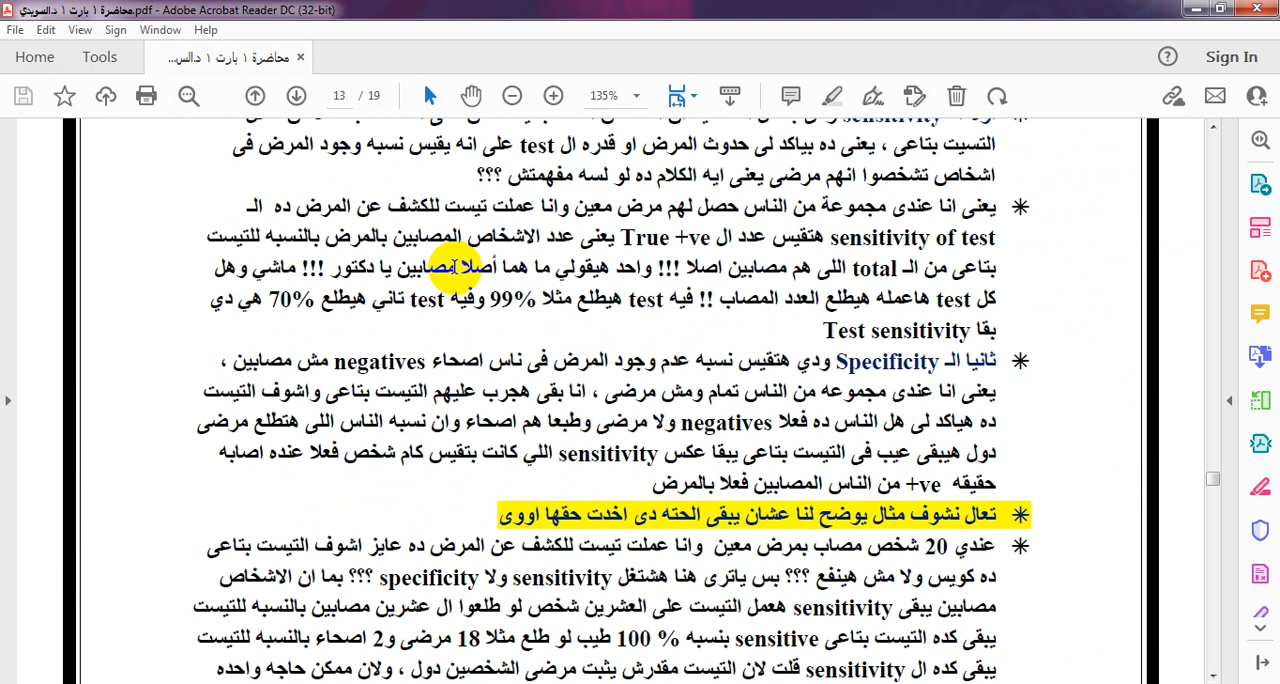 محاضرة ١ بارت ١ د.السويدي.pdf - Adobe Acrobat Reader DC (32-bit)
File Edit View Sign Window Help
Home Tools محاضرة ١ بارت ١ د.الس... × Sign In
13 / 19 135%
sensitivity
التسيت بتاعى ، يعنى ده بياكد لى حدوث المرض او قدره ال test على انه يقيس نسبه وجود المرض فى
اشخاص تشخصوا انهم مرضى يعنى ايه الكلام ده لو لسه مفهمتش ؟؟؟
✳ يعنى انا عندى مجموعة من الناس حصل لهم مرض معين وانا عملت تيست للكشف عن المرض ده الـ
sensitivity of test هتقيس عدد ال True +ve يعنى عدد الاشخاص المصابين بالمرض بالنسبه للتيست
بتاعى من الـ total اللى هم مصابين اصلا !!! واحد هيقولي ما هما أصلا مصابين يا دكتور !!! ماشي وهل
كل test هاعمله هيطلع العدد المصاب !! فيه test هيطلع مثلا 99% وفيه test تاني هيطلع 70% هي دي
بقا Test sensitivity
✳ ثانيا الـ Specificity ودي هتقيس نسبه عدم وجود المرض فى ناس اصحاء negatives مش مصابين ،
يعنى انا عندى مجموعه من الناس تمام ومش مرضى ، انا بقى هجرب عليهم التيست بتاعى واشوف التيست
ده هياكد لى هل الناس ده فعلا negatives ولا مرضى وطبعا هم اصحاء وان نسبه الناس اللى هتطلع مرضى
دول هيبقى عيب فى التيست بتاعى يبقا عكس sensitivity اللي كانت بتقيس كام شخص فعلا عنده اصابه
حقيقه +ve من الناس المصابين فعلا بالمرض
✳ تعال نشوف مثال يوضح لنا عشان يبقى الحته دى اخدت حقها اووى
✳ عندي 20 شخص مصاب بمرض معين وانا عملت تيست للكشف عن المرض ده عايز اشوف التيست بتاعى
ده كويس ولا مش هينفع ؟؟؟ بس ياترى هنا هشتغل sensitivity ولا specificity ؟؟؟ بما ان الاشخاص
مصابين يبقى sensitivity هعمل التيست على العشرين شخص لو طلعوا ال عشرين مصابين بالنسبه للتيست
يبقى كده التيست بتاعى sensitive بنسبه % 100 طيب لو طلع مثلا 18 مرضى و2 اصحاء بالنسبه للتيست
يبقى كده ال sensitivity قلت لان التيست مقدرش يثبت مرضى الشخصين دول ، ولان ممكن حاجه واحده